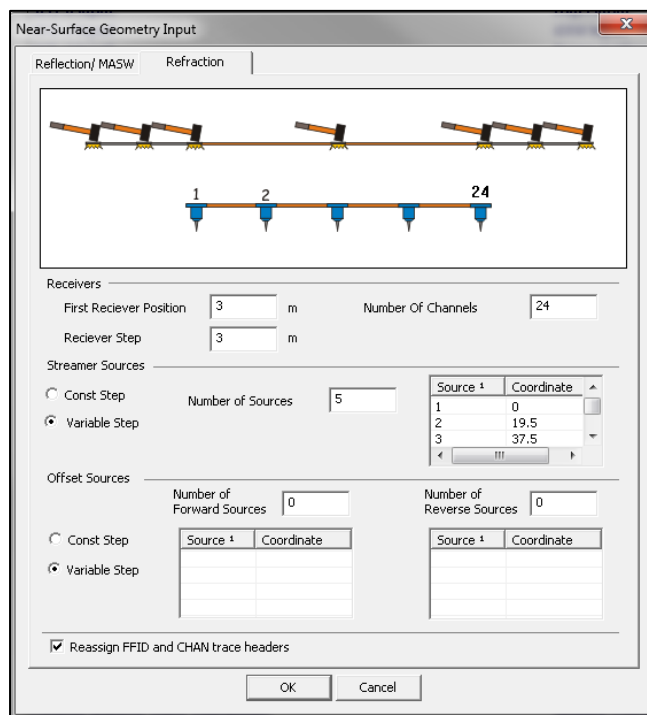 Near-Surface Geometry Input
Reflection/ MASW
Refraction
1
2
24
Receivers
First Reciever Position 3 m
Number Of Channels 24
Reciever Step 3 m
Streamer Sources
Const Step
Variable Step
Number of Sources 5
Source ¹ Coordinate
1 0
2 19.5
3 37.5
Offset Sources
Number of
Forward Sources 0
Number of
Reverse Sources 0
Const Step
Variable Step
Source ¹ Coordinate
Source ¹ Coordinate
Reassign FFID and CHAN trace headers
OK
Cancel